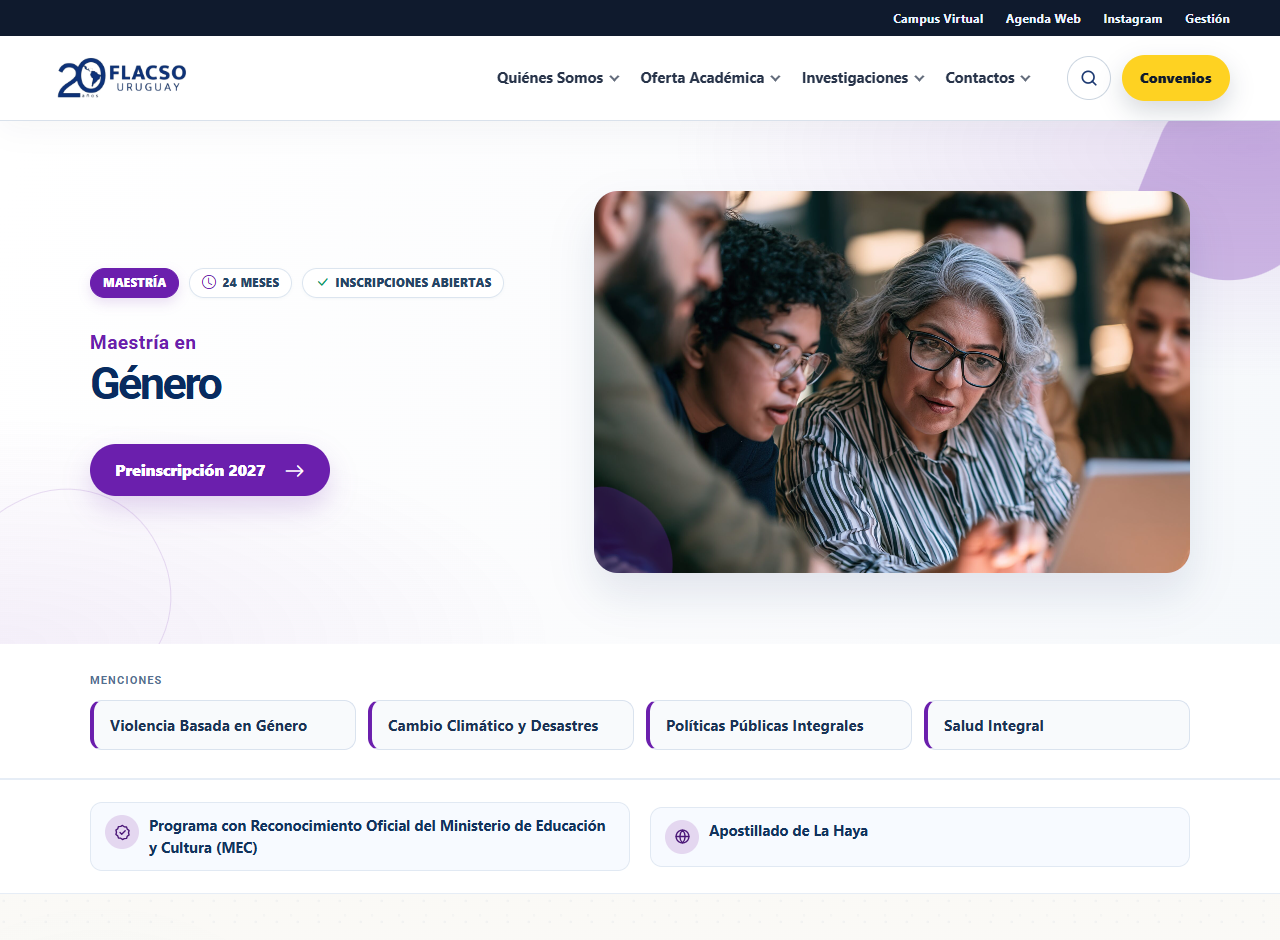 Campus Virtual Agenda Web Instagram Gestión
20 años FLACSO
URUGUAY
Quiénes Somos Oferta Académica Investigaciones Contactos Convenios
MAESTRÍA 24 MESES INSCRIPCIONES ABIERTAS
Maestría en
Género
Preinscripción 2027
MENCIONES
Violencia Basada en Género Cambio Climático y Desastres Políticas Públicas Integrales Salud Integral
Programa con Reconocimiento Oficial del Ministerio de Educación
y Cultura (MEC)
Apostillado de La Haya